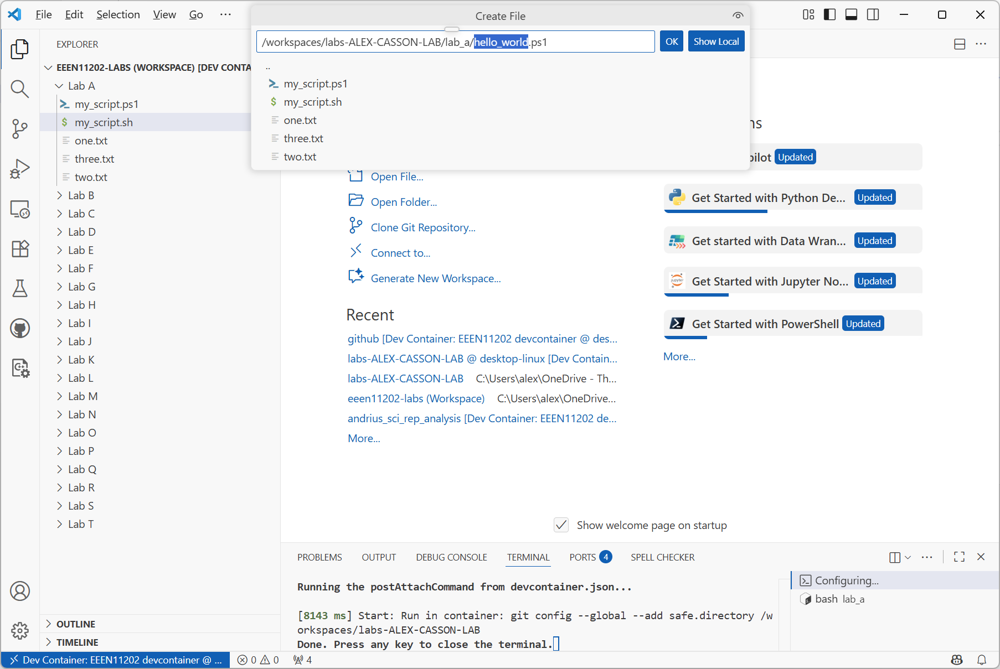 File Edit Selection View Go ···
Create File
/workspaces/labs-ALEX-CASSON-LAB/lab_a/hello_world.ps1
OK
Show Local
..
my_script.ps1
my_script.sh
one.txt
three.txt
two.txt
EXPLORER
EEEN11202-LABS (WORKSPACE) [DEV CONTA
Lab A
my_script.ps1
my_script.sh
one.txt
three.txt
two.txt
Lab B
Lab C
Lab D
Lab E
Lab F
Lab G
Lab H
Lab I
Lab J
Lab K
Lab L
Lab M
Lab N
Lab O
Lab P
Lab Q
Lab R
Lab S
Lab T
OUTLINE
TIMELINE
Open File...
Open Folder...
Clone Git Repository...
Connect to...
Generate New Workspace...
Recent
github [Dev Container: EEEN11202 devcontainer @ des...
labs-ALEX-CASSON-LAB @ desktop-linux [Dev Contain...
labs-ALEX-CASSON-LAB C:\Users\alex\OneDrive - Th...
eeen11202-labs (Workspace) C:\Users\alex\OneDrive...
andrius_sci_rep_analysis [Dev Container: EEEN11202 de...
More...
ns
pilot Updated
Get Started with Python De... Updated
Get started with Data Wran... Updated
Get Started with Jupyter No... Updated
Get Started with PowerShell Updated
More...
Show welcome page on startup
PROBLEMS OUTPUT DEBUG CONSOLE TERMINAL PORTS 4 SPELL CHECKER
Running the postAttachCommand from devcontainer.json...
[8143 ms] Start: Run in container: git config --global --add safe.directory /w
orkspaces/labs-ALEX-CASSON-LAB
Done. Press any key to close the terminal.
Configuring...
bash lab_a
Dev Container: EEEN11202 devcontainer @ ... 0 0 4